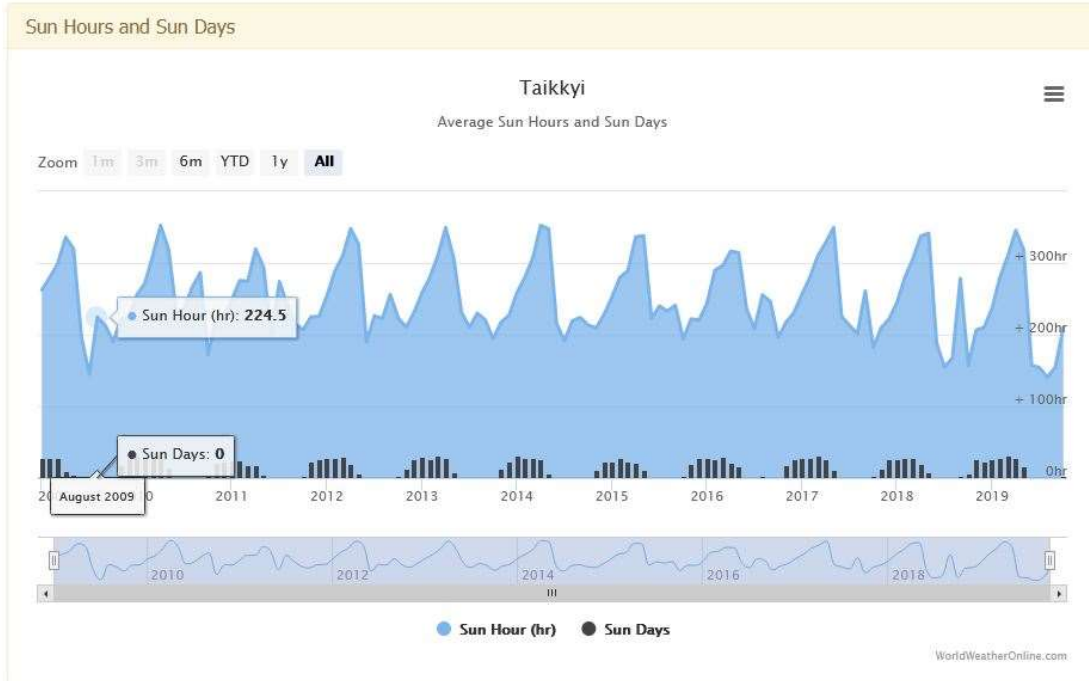 Sun Hours and Sun Days
Taikkyi
Average Sun Hours and Sun Days
Zoom 1m 3m 6m YTD 1y All
+ 300hr
Sun Hour (hr): 224.5
+ 200hr
+ 100hr
Sun Days: 0
0hr
August 2009
2011 2012 2013 2014 2015 2016 2017 2018 2019
2010 2012 2014 2016 2018
Sun Hour (hr) Sun Days
WorldWeatherOnline.com